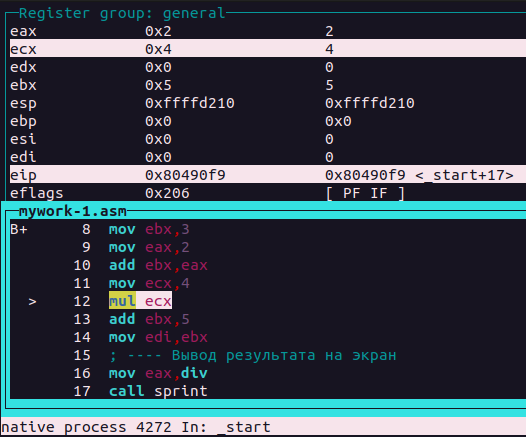 Register group: general
eax 0x2 2
ecx 0x4 4
edx 0x0 0
ebx 0x5 5
esp 0xffffd210 0xffffd210
ebp 0x0 0x0
esi 0x0 0
edi 0x0 0
eip 0x80490f9 0x80490f9 <_start+17>
eflags 0x206 [ PF IF ]
mywork-1.asm
B+ 8 mov ebx,3
9 mov eax,2
10 add ebx,eax
11 mov ecx,4
> 12 mul ecx
13 add ebx,5
14 mov edi,ebx
15 ; ---- Вывод результата на экран
16 mov eax,div
17 call sprint
native process 4272 In: _start